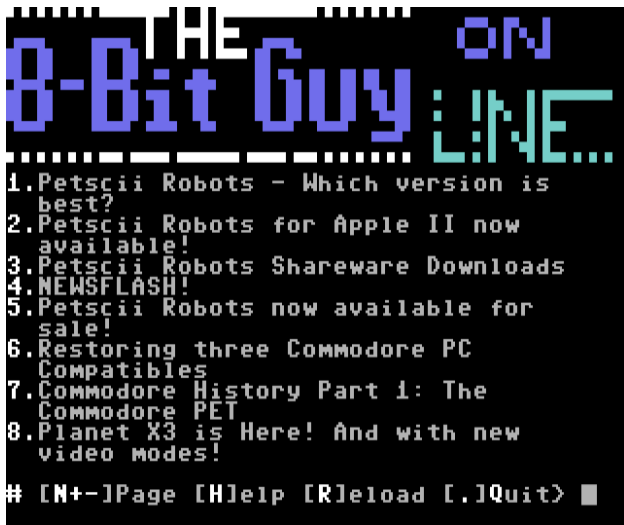 THE
8-Bit Guy
ON
L!NE...
1.Petscii Robots - Which version is
best?
2.Petscii Robots for Apple II now
available!
3.Petscii Robots Shareware Downloads
4.NEWSFLASH!
5.Petscii Robots now available for
sale!
6.Restoring three Commodore PC
Compatibles
7.Commodore History Part 1: The
Commodore PET
8.Planet X3 is Here! And with new
video modes!
# [N+-]Page [H]elp [R]eload [.]Quit>